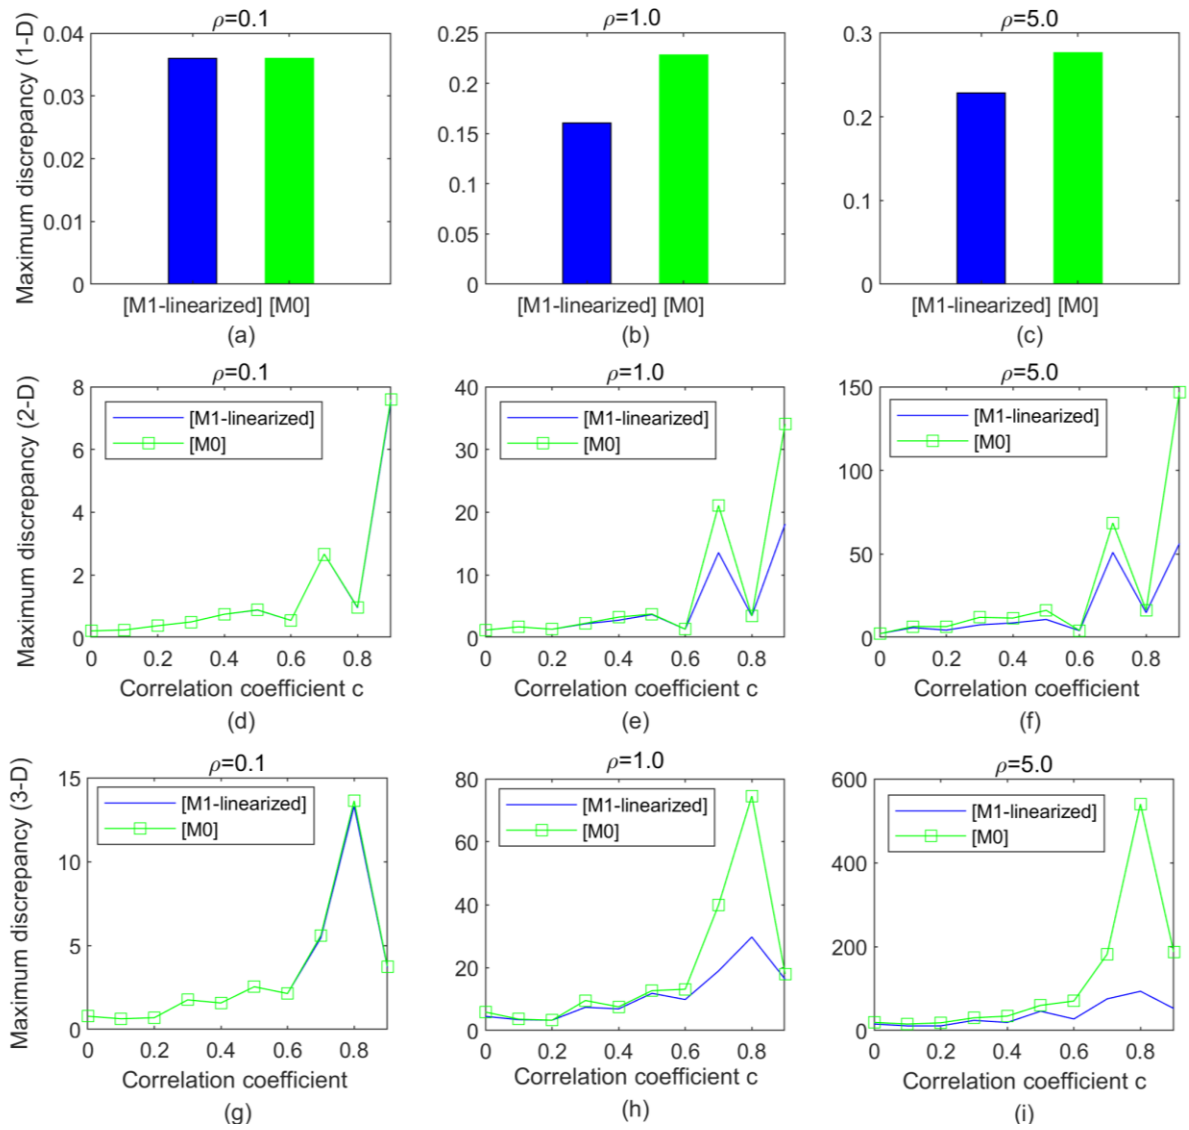 ρ=0.1
ρ=1.0
ρ=5.0
Maximum discrepancy (1-D)
0.04
0.03
0.02
0.01
0
[M1-linearized] [M0]
(a)
0.25
0.2
0.15
0.1
0.05
0
[M1-linearized] [M0]
(b)
0.3
0.2
0.1
0
[M1-linearized] [M0]
(c)
ρ=0.1
ρ=1.0
ρ=5.0
Maximum discrepancy (2-D)
8
6
4
2
0
[M1-linearized]
[M0]
0 0.2 0.4 0.6 0.8
Correlation coefficient c
(d)
40
30
20
10
0
[M1-linearized]
[M0]
0 0.2 0.4 0.6 0.8
Correlation coefficient c
(e)
150
100
50
0
[M1-linearized]
[M0]
0 0.2 0.4 0.6 0.8
Correlation coefficient
(f)
ρ=0.1
ρ=1.0
ρ=5.0
Maximum discrepancy (3-D)
15
10
5
0
[M1-linearized]
[M0]
0 0.2 0.4 0.6 0.8
Correlation coefficient
(g)
80
60
40
20
0
[M1-linearized]
[M0]
0 0.2 0.4 0.6 0.8
Correlation coefficient c
(h)
600
400
200
0
[M1-linearized]
[M0]
0 0.2 0.4 0.6 0.8
Correlation coefficient c
(i)